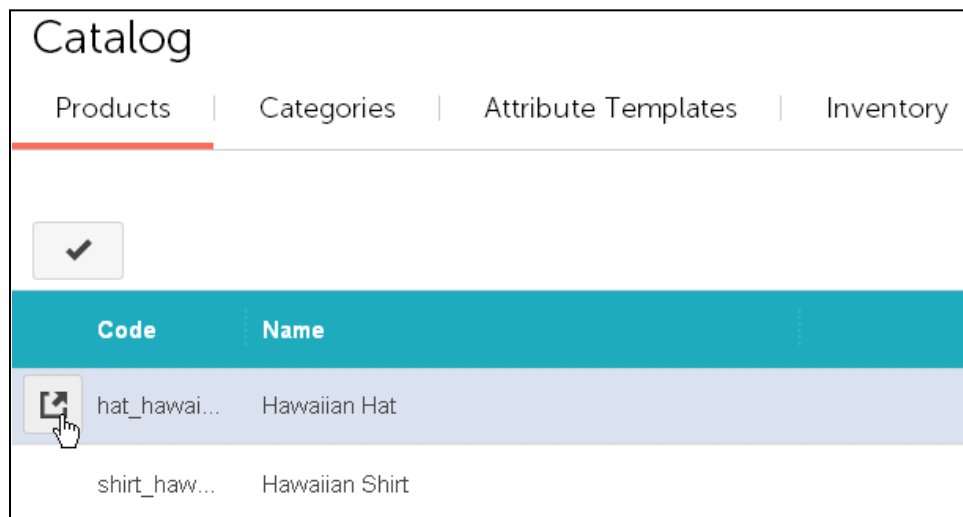 Catalog
Products Categories Attribute Templates Inventory
Code Name
hat_hawai... Hawaiian Hat
shirt_haw... Hawaiian Shirt